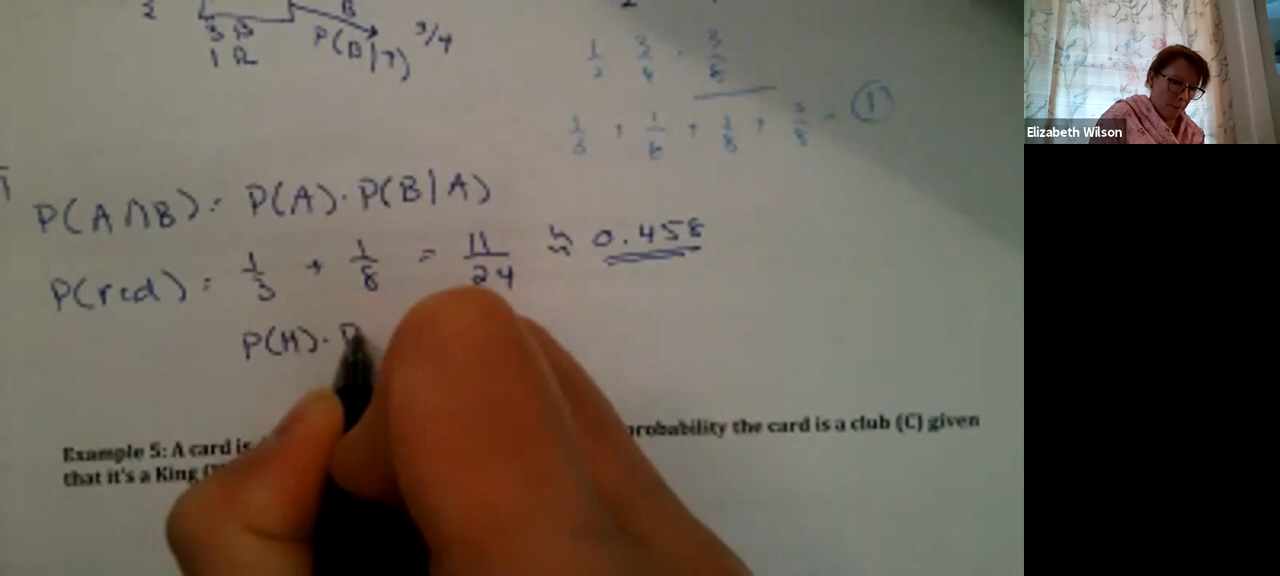 2
B
3 B
1 R
P(B|T) 3/4
1/2 · 3/4 = 3/8
1/3 + 1/6 + 1/8 + 3/8 = 1
P(A∩B) = P(A) · P(B|A)
P(red) = 1/3 + 1/8 = 11/24 ≈ 0.458
P(H) · P
Example 5: A card is probability the card is a club (C) given
that it's a King
Elizabeth Wilson